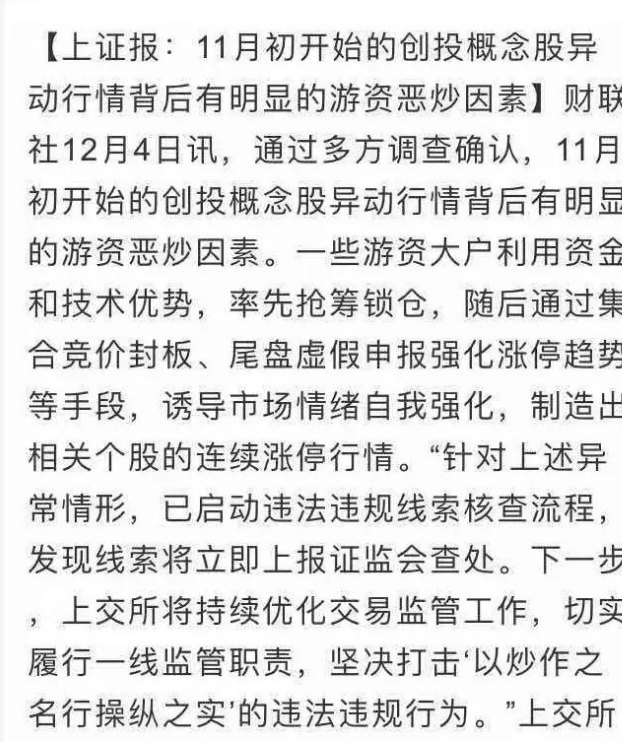 【上证报：11月初开始的创投概念股异
动行情背后有明显的游资恶炒因素】财联
社12月4日讯，通过多方调查确认，11月
初开始的创投概念股异动行情背后有明显
的游资恶炒因素。一些游资大户利用资金
和技术优势，率先抢筹锁仓，随后通过集
合竞价封板、尾盘虚假申报强化涨停趋势
等手段，诱导市场情绪自我强化，制造出
相关个股的连续涨停行情。“针对上述异
常情形，已启动违法违规线索核查流程，
发现线索将立即上报证监会查处。下一步
，上交所将持续优化交易监管工作，切实
履行一线监管职责，坚决打击‘以炒作之
名行操纵之实’的违法违规行为。”上交所